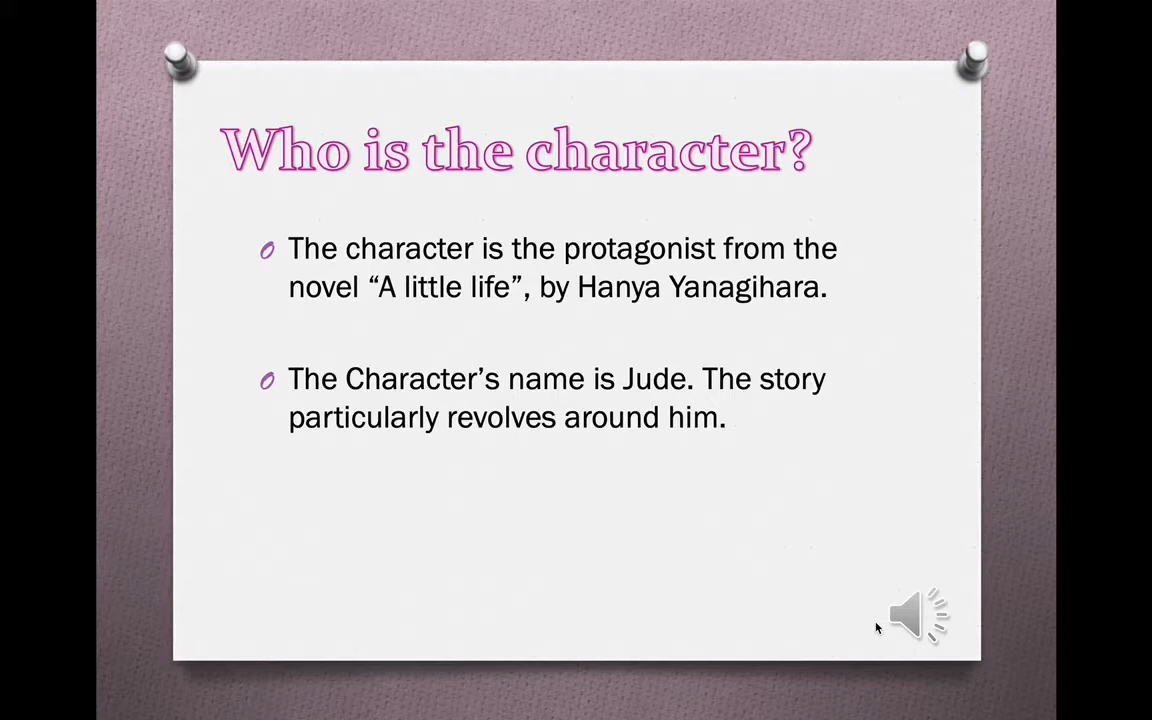 Who is the character?
The character is the protagonist from the
novel “A little life”, by Hanya Yanagihara.
The Character’s name is Jude. The story
particularly revolves around him.